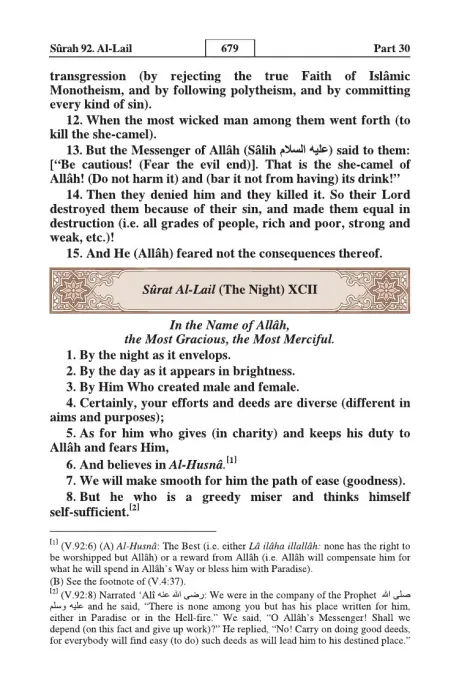 Sûrah 92. Al-Lail 679 Part 30
transgression (by rejecting the true Faith of Islâmic
Monotheism, and by following polytheism, and by committing
every kind of sin).
12. When the most wicked man among them went forth (to
kill the she-camel).
13. But the Messenger of Allâh (Sâlih عليه السلام) said to them:
[“Be cautious! (Fear the evil end)]. That is the she-camel of
Allâh! (Do not harm it) and (bar it not from having) its drink!”
14. Then they denied him and they killed it. So their Lord
destroyed them because of their sin, and made them equal in
destruction (i.e. all grades of people, rich and poor, strong and
weak, etc.)!
15. And He (Allâh) feared not the consequences thereof.
Sûrat Al-Lail (The Night) XCII
In the Name of Allâh,
the Most Gracious, the Most Merciful.
1. By the night as it envelops.
2. By the day as it appears in brightness.
3. By Him Who created male and female.
4. Certainly, your efforts and deeds are diverse (different in
aims and purposes);
5. As for him who gives (in charity) and keeps his duty to
Allâh and fears Him,
6. And believes in Al-Husnâ.[1]
7. We will make smooth for him the path of ease (goodness).
8. But he who is a greedy miser and thinks himself
self-sufficient.[2]
[1] (V.92:6) (A) Al-Husnâ: The Best (i.e. either Lâ ilâha illallâh: none has the right to
be worshipped but Allâh) or a reward from Allâh (i.e. Allâh will compensate him for
what he will spend in Allâh’s Way or bless him with Paradise).
(B) See the footnote of (V.4:37).
[2] (V.92:8) Narrated ‘Alî رضى الله عنه: We were in the company of the Prophet صلى الله
عليه وسلم and he said, “There is none among you but has his place written for him,
either in Paradise or in the Hell-fire.” We said, “O Allâh’s Messenger! Shall we
depend (on this fact and give up work)?” He replied, “No! Carry on doing good deeds,
for everybody will find easy (to do) such deeds as will lead him to his destined place.”